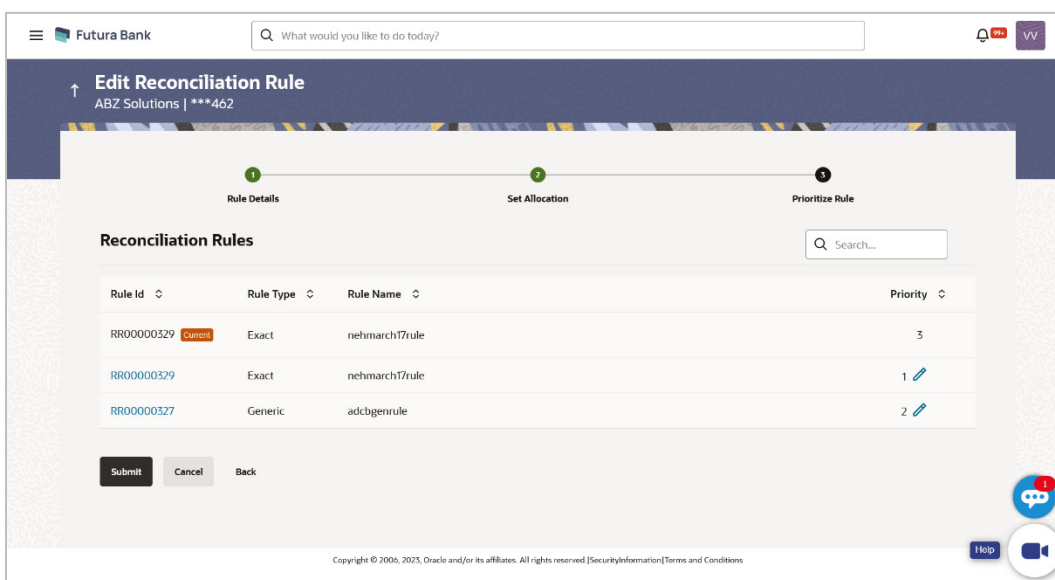 Futura Bank
What would you like to do today?
99+
VV
Edit Reconciliation Rule
ABZ Solutions | ***462
1 2 3
Rule Details Set Allocation Prioritize Rule
Reconciliation Rules
Search...
Rule Id Rule Type Rule Name Priority
RR00000329 Current Exact nehmarch17rule 3
RR00000329 Exact nehmarch17rule 1
RR00000327 Generic adcbgenrule 2
Submit Cancel Back
1
Help
Copyright © 2006, 2023, Oracle and/or its affiliates. All rights reserved.|SecurityInformation|Terms and Conditions